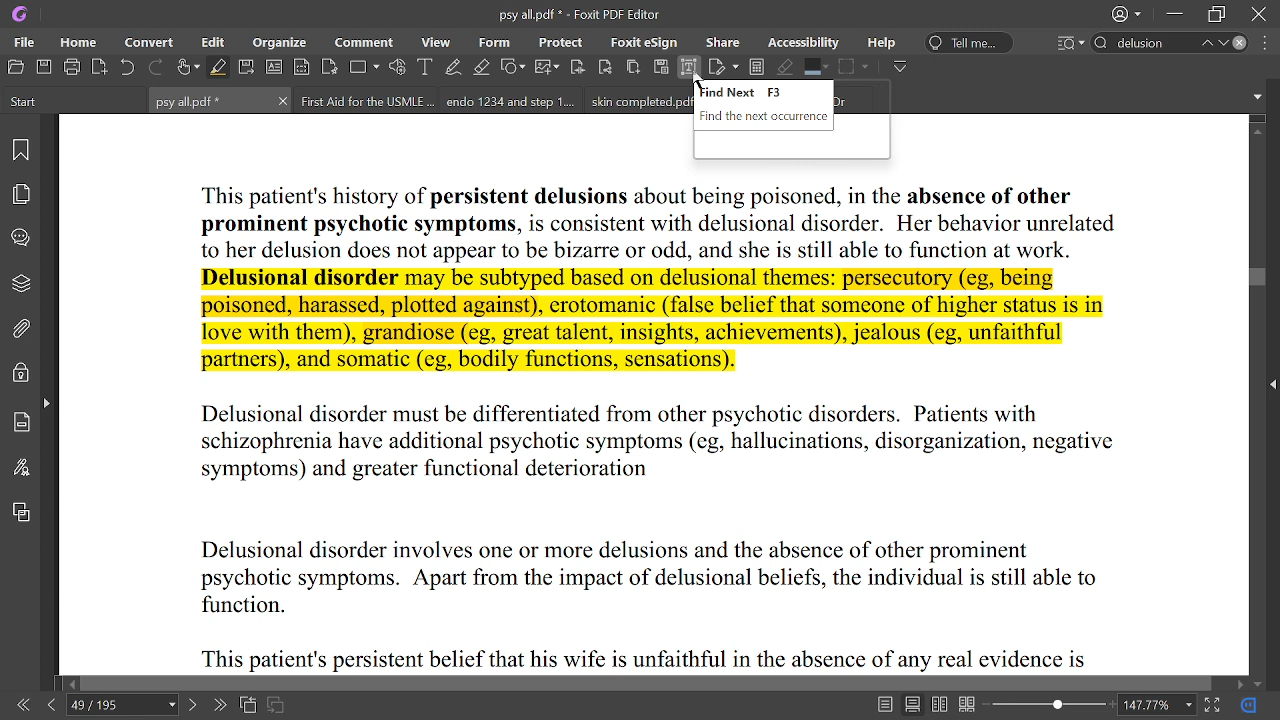 psy all.pdf * - Foxit PDF Editor
File Home Convert Edit Organize Comment View Form Protect Foxit eSign Share Accessibility Help Tell me... delusion
Start psy all.pdf * First Aid for the USMLE ... endo 1234 and step 1.... skin completed.pdf Or
Find Next F3
Find the next occurrence
This patient's history of persistent delusions about being poisoned, in the absence of other
prominent psychotic symptoms, is consistent with delusional disorder. Her behavior unrelated
to her delusion does not appear to be bizarre or odd, and she is still able to function at work.
Delusional disorder may be subtyped based on delusional themes: persecutory (eg, being
poisoned, harassed, plotted against), erotomanic (false belief that someone of higher status is in
love with them), grandiose (eg, great talent, insights, achievements), jealous (eg, unfaithful
partners), and somatic (eg, bodily functions, sensations).
Delusional disorder must be differentiated from other psychotic disorders. Patients with
schizophrenia have additional psychotic symptoms (eg, hallucinations, disorganization, negative
symptoms) and greater functional deterioration
Delusional disorder involves one or more delusions and the absence of other prominent
psychotic symptoms. Apart from the impact of delusional beliefs, the individual is still able to
function.
This patient's persistent belief that his wife is unfaithful in the absence of any real evidence is
49 / 195 147.77%